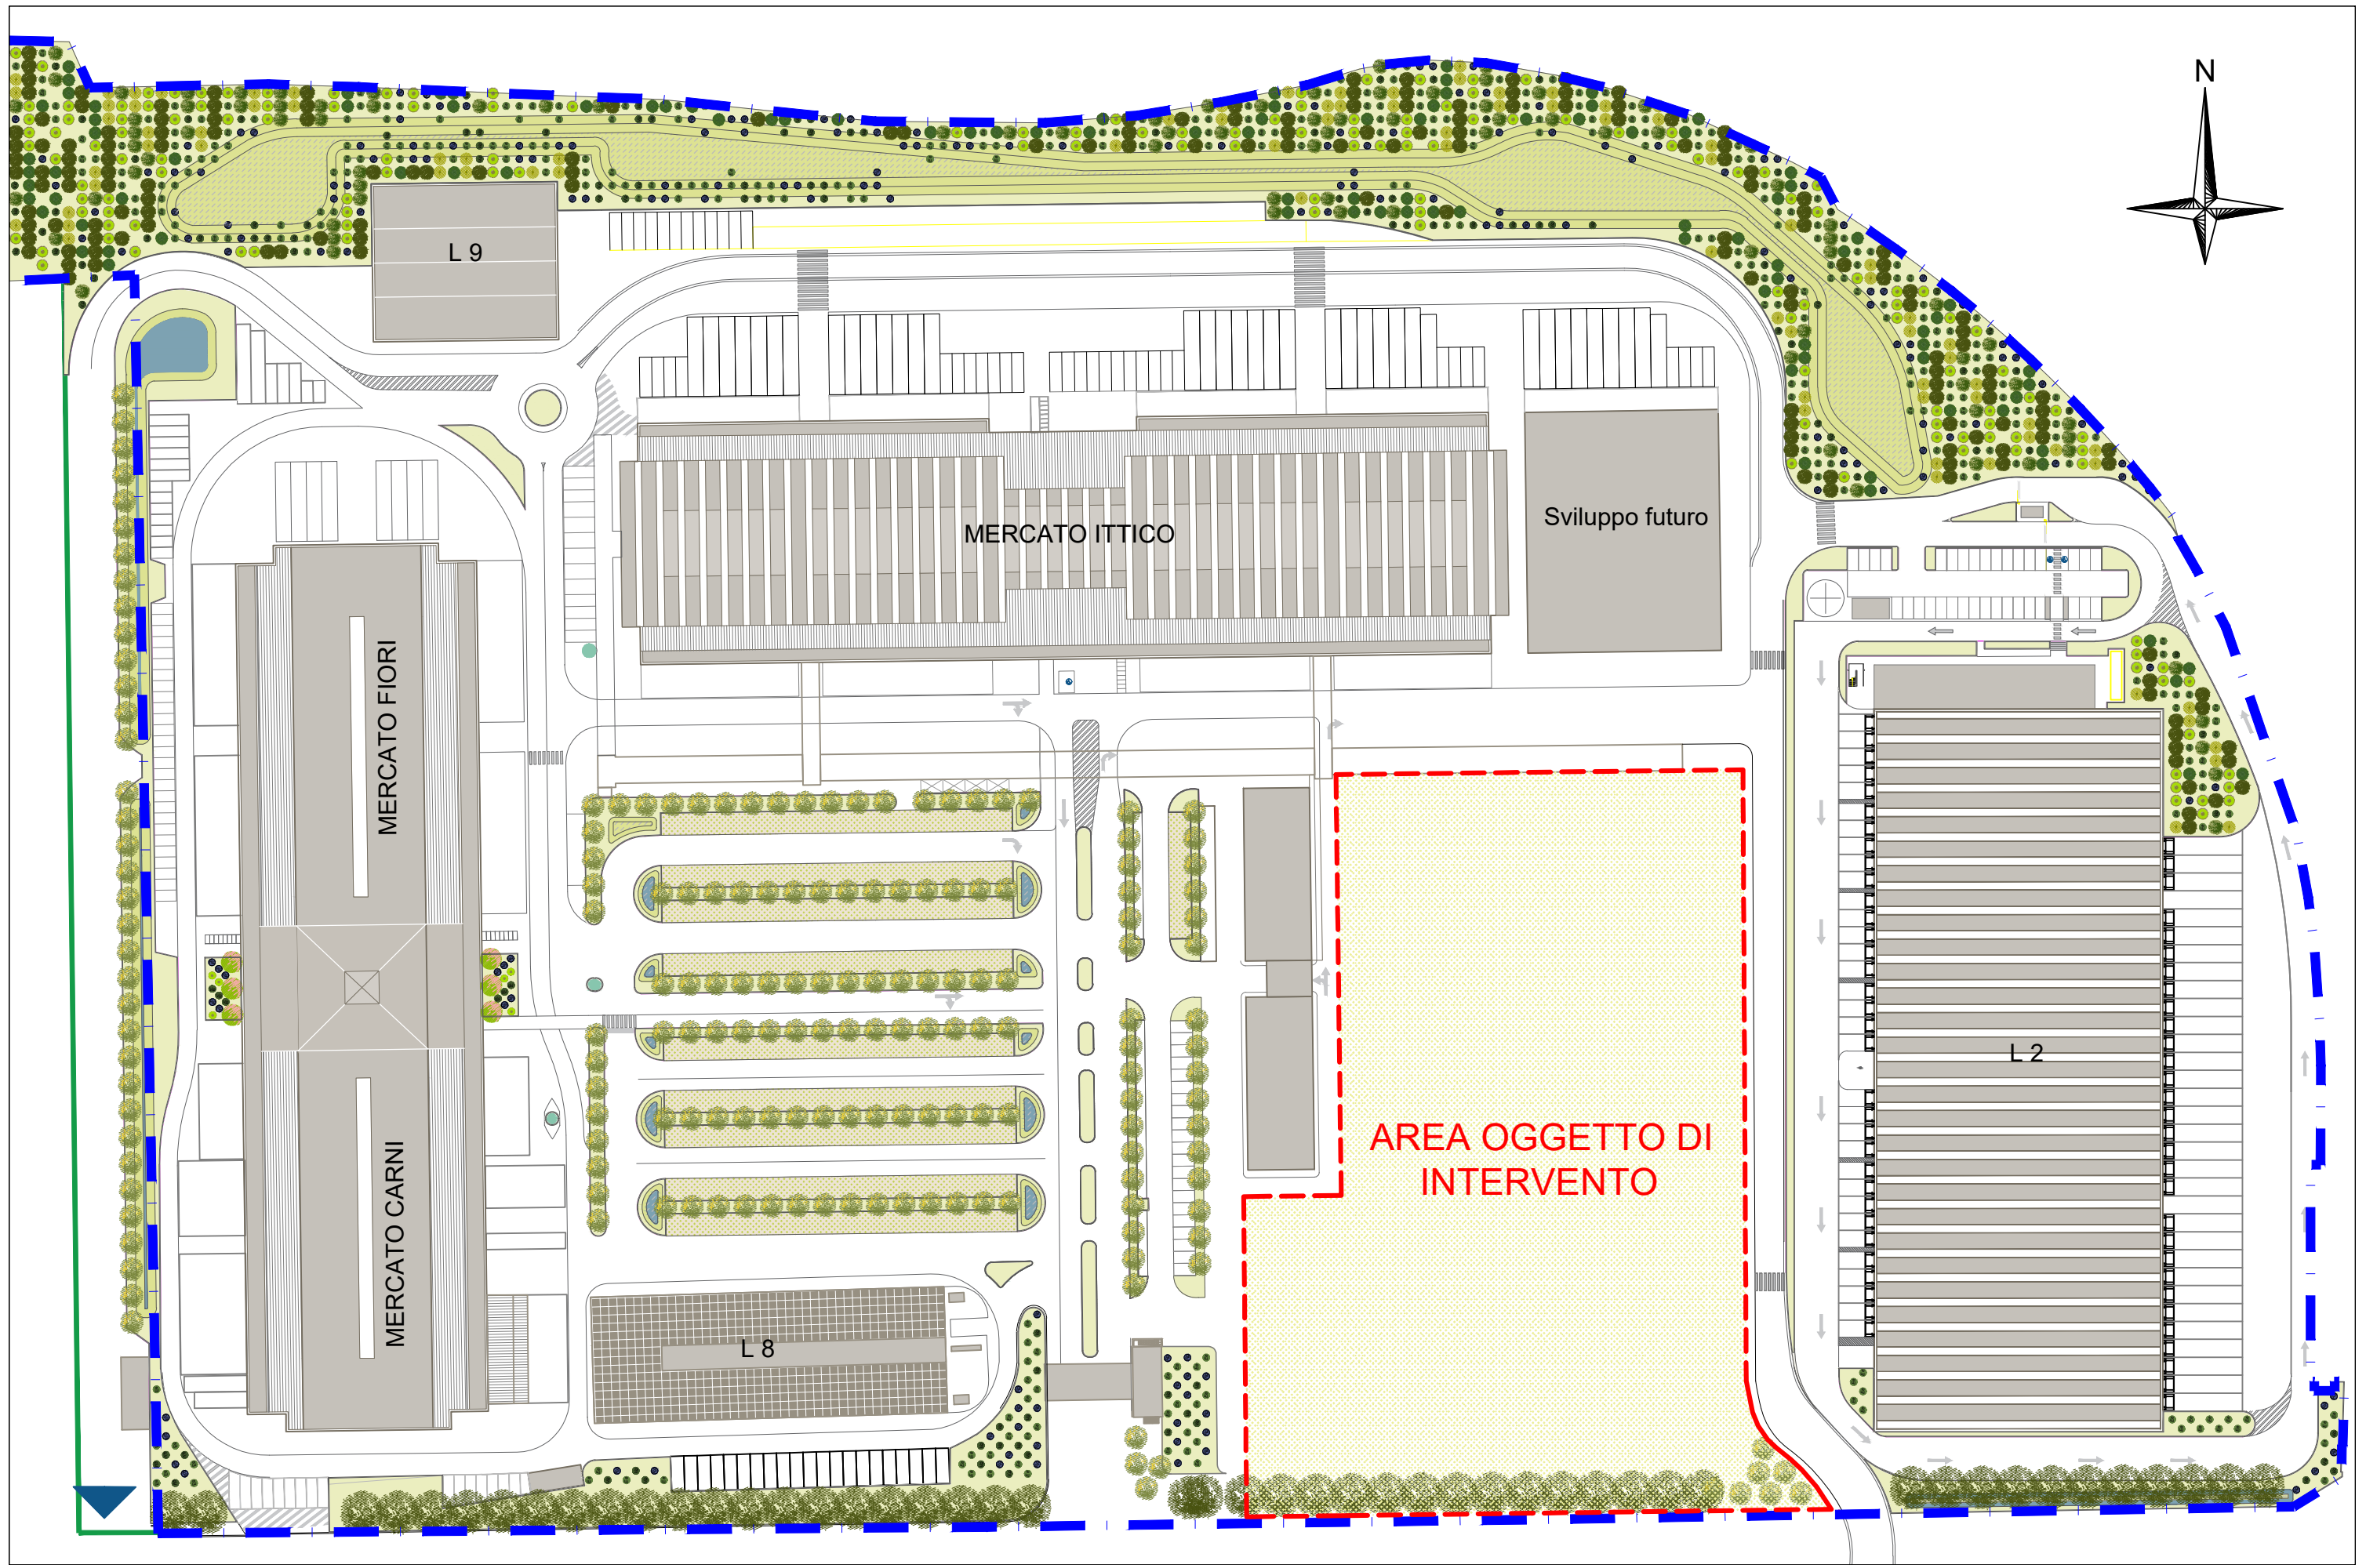 N
L 9
MERCATO ITTICO
Sviluppo futuro
MERCATO FIORI
L 2
AREA OGGETTO DI
INTERVENTO
MERCATO CARNI
L 8